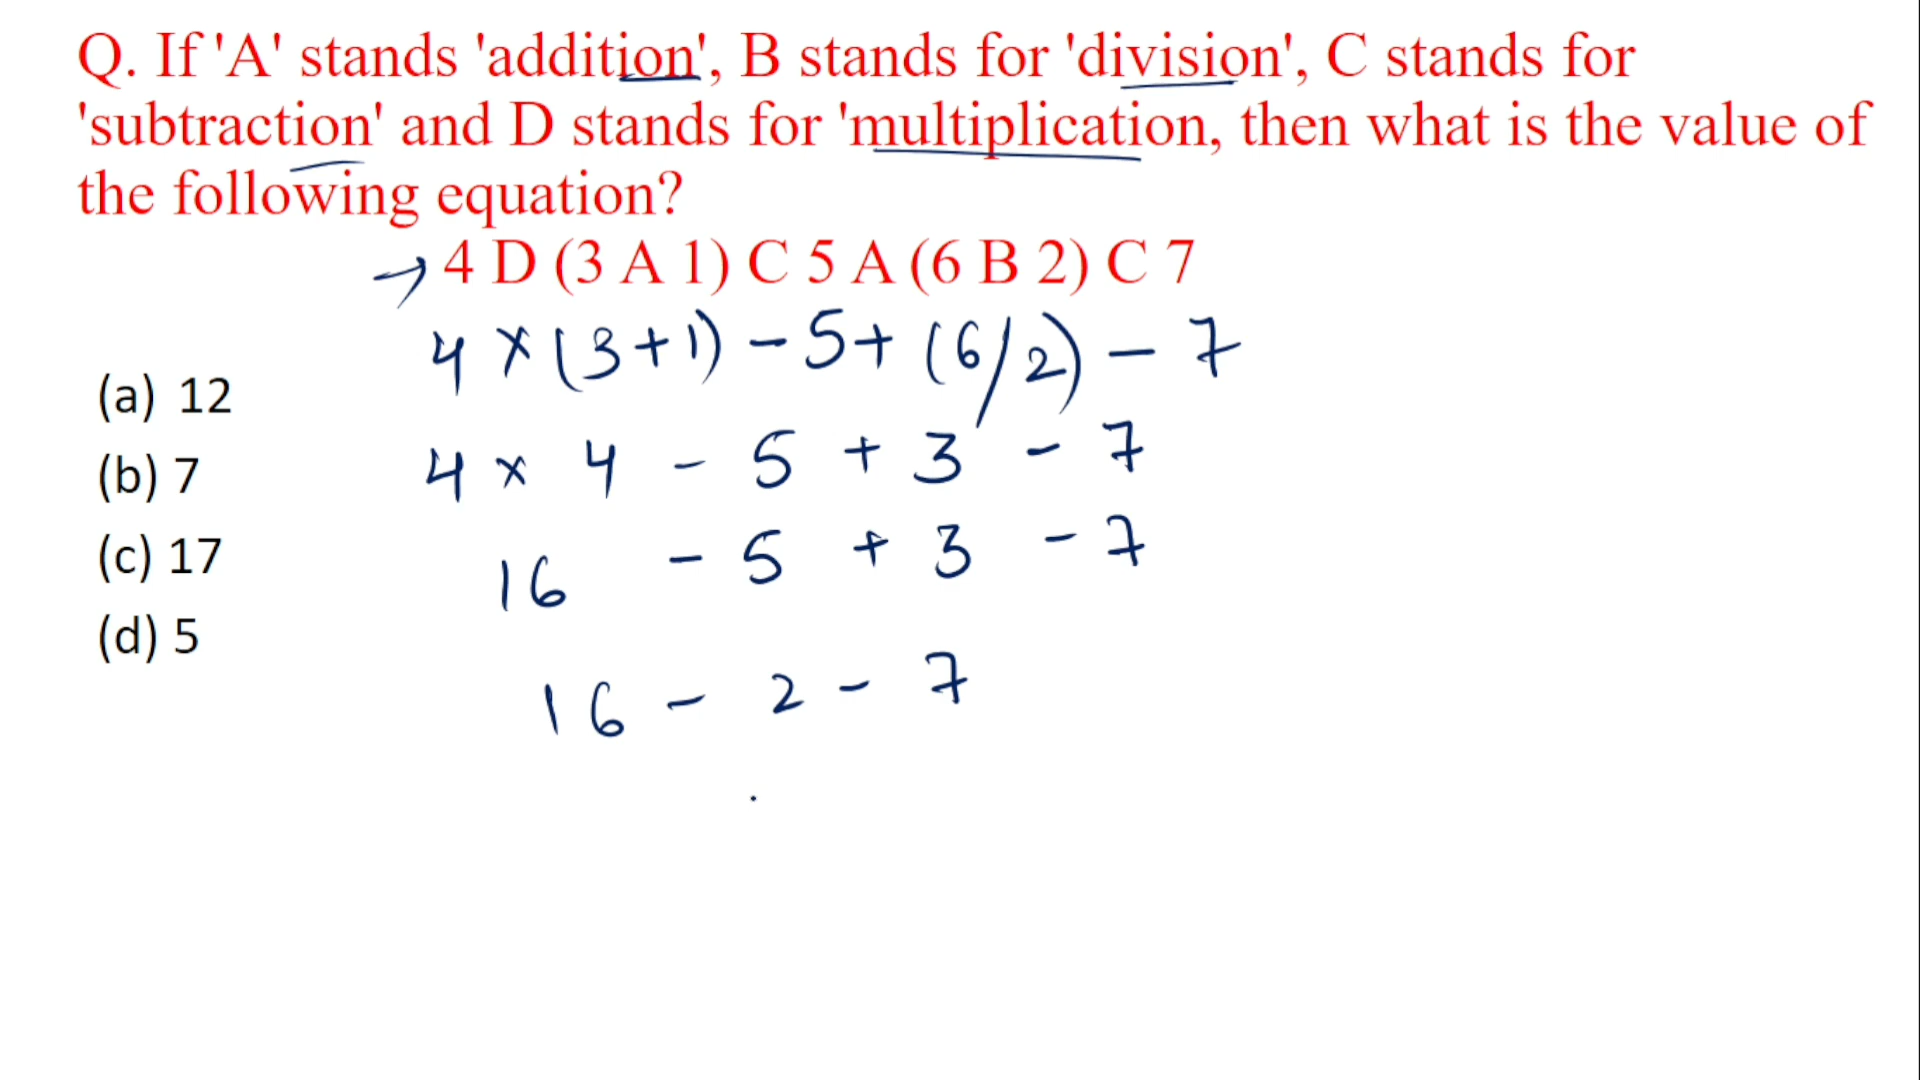 Q. If 'A' stands 'addition', B stands for 'division', C stands for
'subtraction' and D stands for 'multiplication, then what is the value of
the following equation?
4 D (3 A 1) C 5 A (6 B 2) C 7
4 × (3+1) - 5 + (6/2) - 7
4 × 4 - 5 + 3 - 7
16 - 5 + 3 - 7
16 - 2 - 7
(a) 12
(b) 7
(c) 17
(d) 5